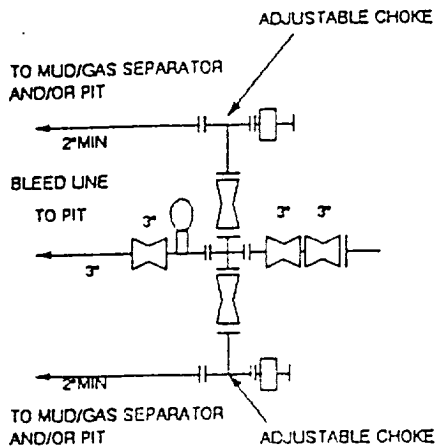 ADJUSTABLE CHOKE
TO MUD/GAS SEPARATOR
AND/OR PIT
2"MIN
BLEED LINE
TO PIT
3"
3" 3"
3"
2"MIN
TO MUD/GAS SEPARATOR
AND/OR PIT
ADJUSTABLE CHOKE